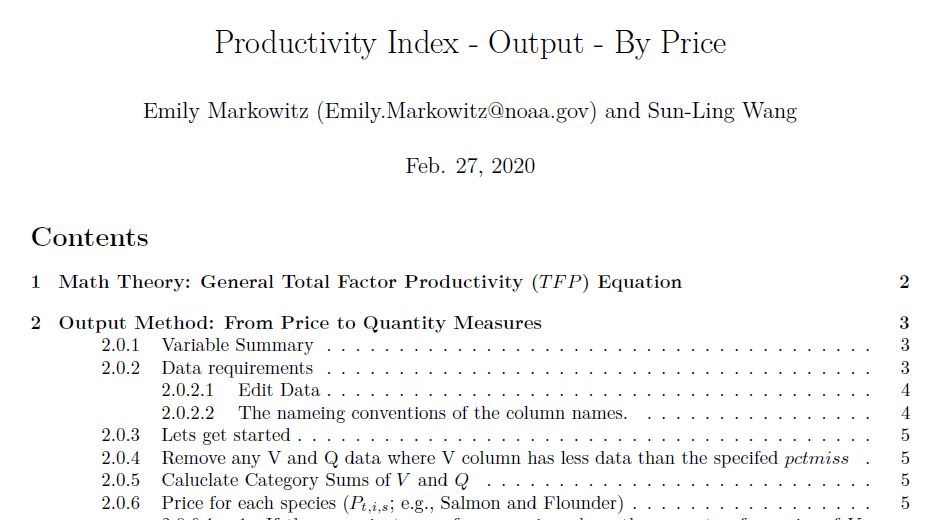 Productivity Index - Output - By Price
Emily Markowitz (Emily.Markowitz@noaa.gov) and Sun-Ling Wang
Feb. 27, 2020
Contents
1 Math Theory: General Total Factor Productivity (TFP) Equation 2
2 Output Method: From Price to Quantity Measures 3
2.0.1 Variable Summary . . . . . . . . . . . . . . . . . . . . . . . . . . . . . . . . . . . . . . 3
2.0.2 Data requirements . . . . . . . . . . . . . . . . . . . . . . . . . . . . . . . . . . . . . . 3
2.0.2.1 Edit Data . . . . . . . . . . . . . . . . . . . . . . . . . . . . . . . . . . . . . . 4
2.0.2.2 The nameing conventions of the column names. . . . . . . . . . . . . . . . . 4
2.0.3 Lets get started . . . . . . . . . . . . . . . . . . . . . . . . . . . . . . . . . . . . . . . . 5
2.0.4 Remove any V and Q data where V column has less data than the specifed pctmiss . 5
2.0.5 Caluclate Category Sums of V and Q . . . . . . . . . . . . . . . . . . . . . . . . . . . 5
2.0.6 Price for each species (P_{t,i,s}; e.g., Salmon and Flounder) . . . . . . . . . . . . . . . . . 5